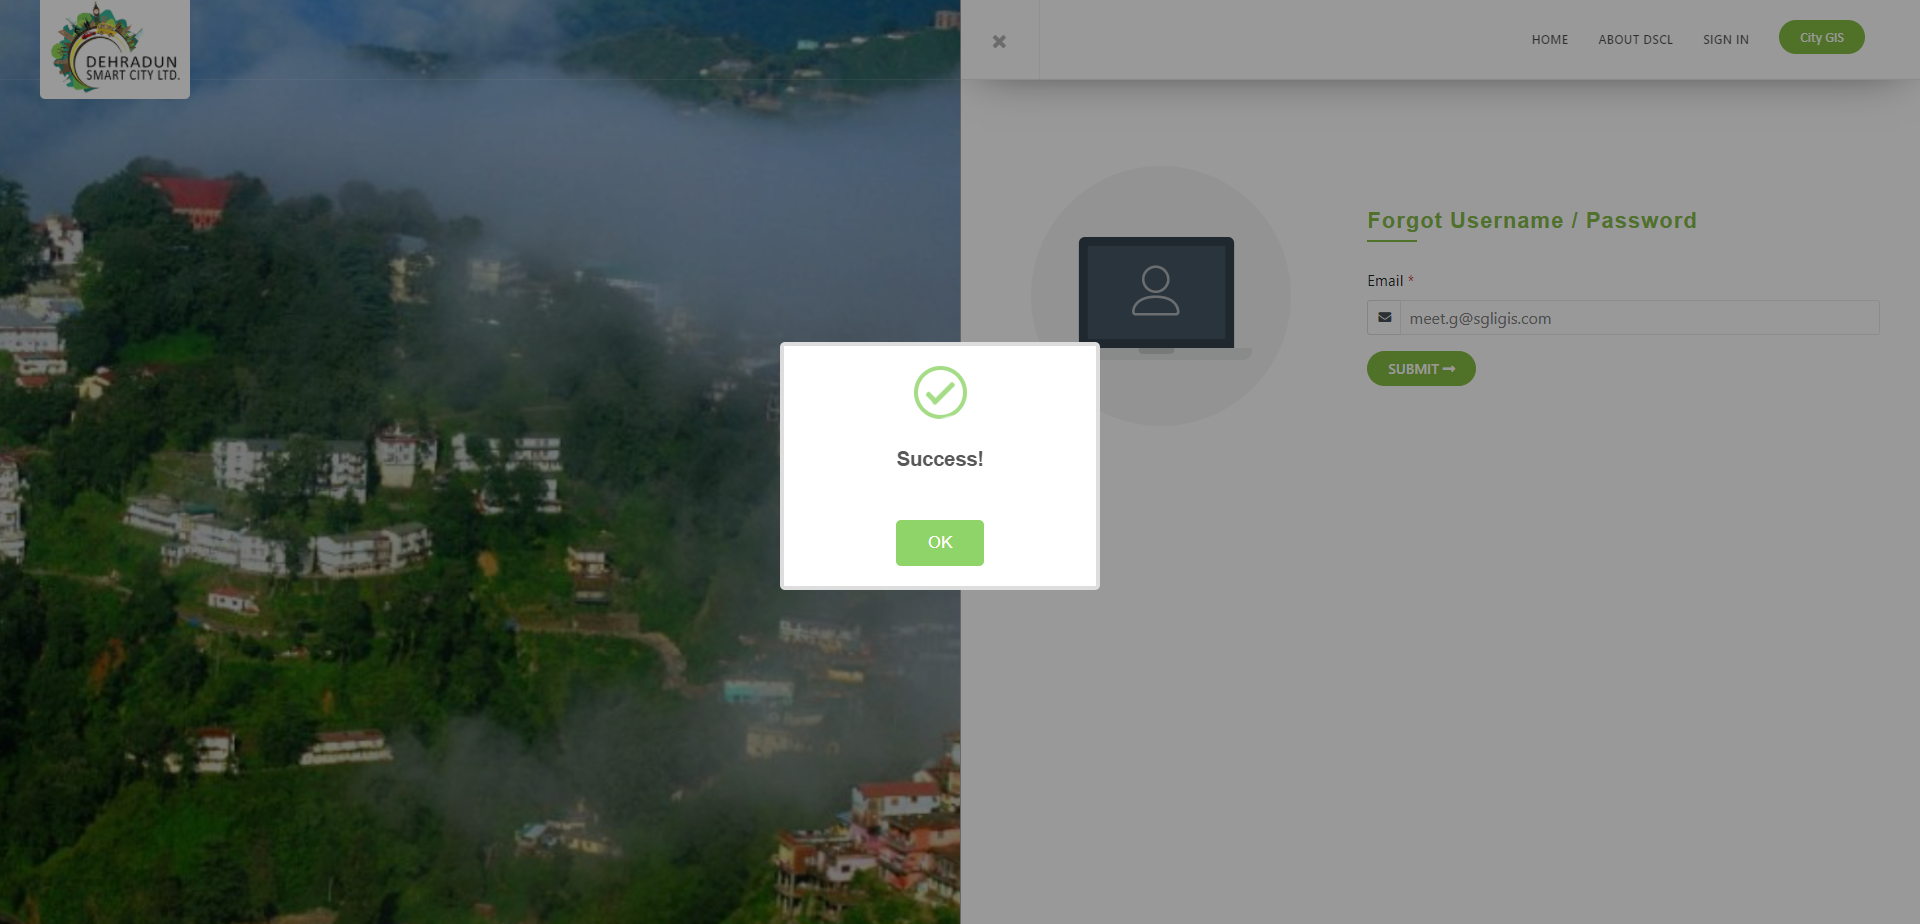 DEHRADUN
SMART CITY LTD.
HOME
ABOUT DSCL
SIGN IN
City GIS
Forgot Username / Password
Email *
meet.g@sgligis.com
SUBMIT
Success!
OK